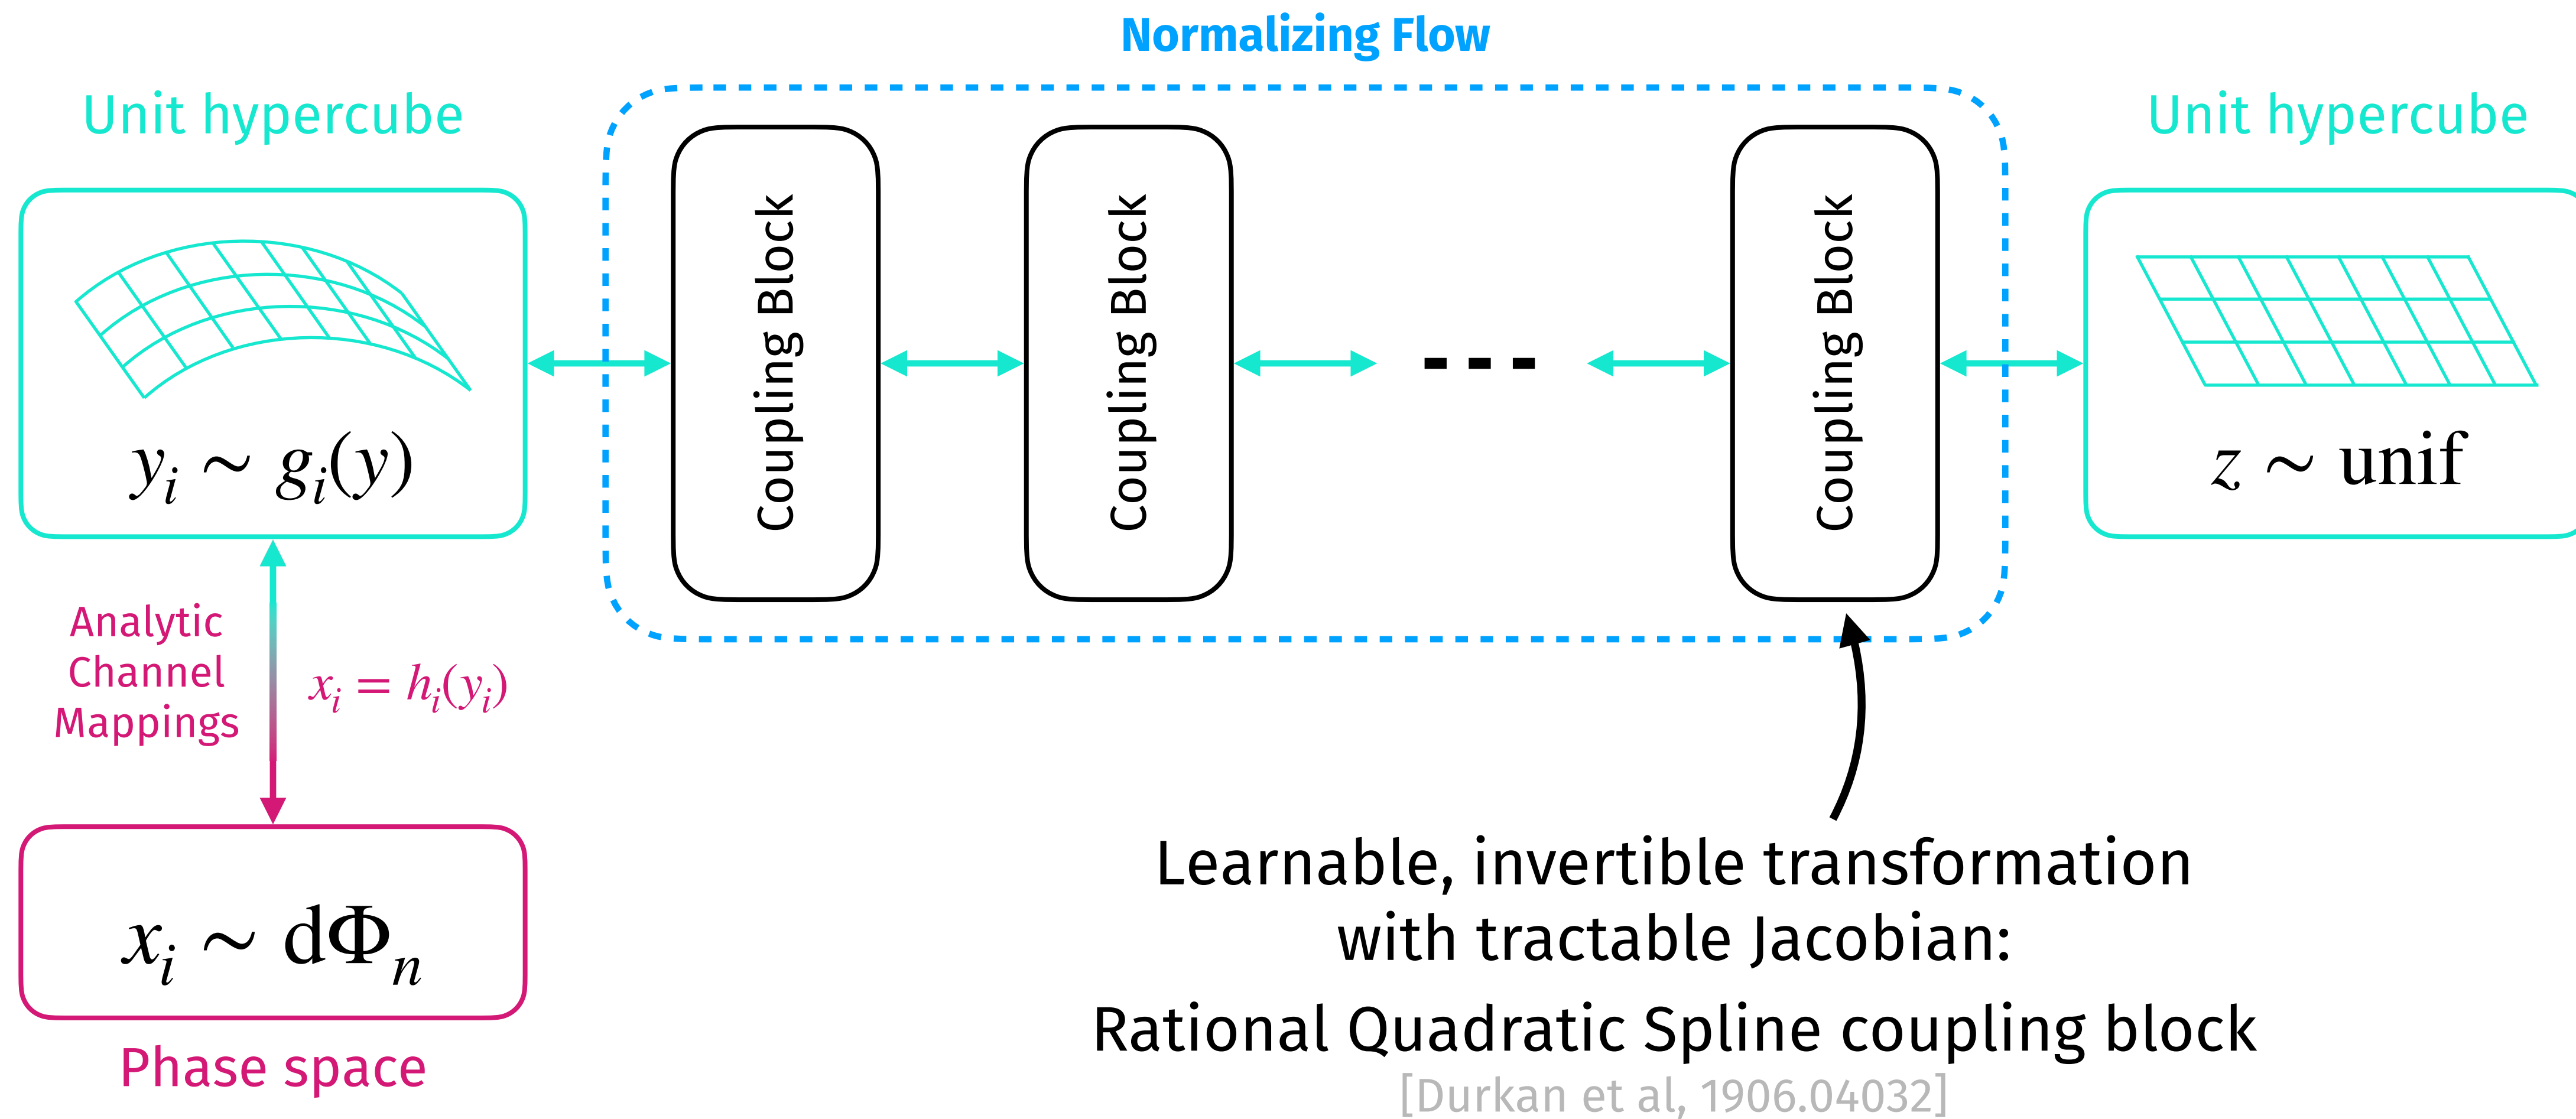 Normalizing Flow
Unit hypercube
Unit hypercube
Coupling Block
Coupling Block
Coupling Block
yᵢ ∼ gᵢ(y)
z ∼ unif
Analytic
Channel
Mappings
xᵢ = hᵢ(yᵢ)
xᵢ ∼ dΦₙ
Phase space
Learnable, invertible transformation
with tractable Jacobian:
Rational Quadratic Spline coupling block
[Durkan et al, 1906.04032]